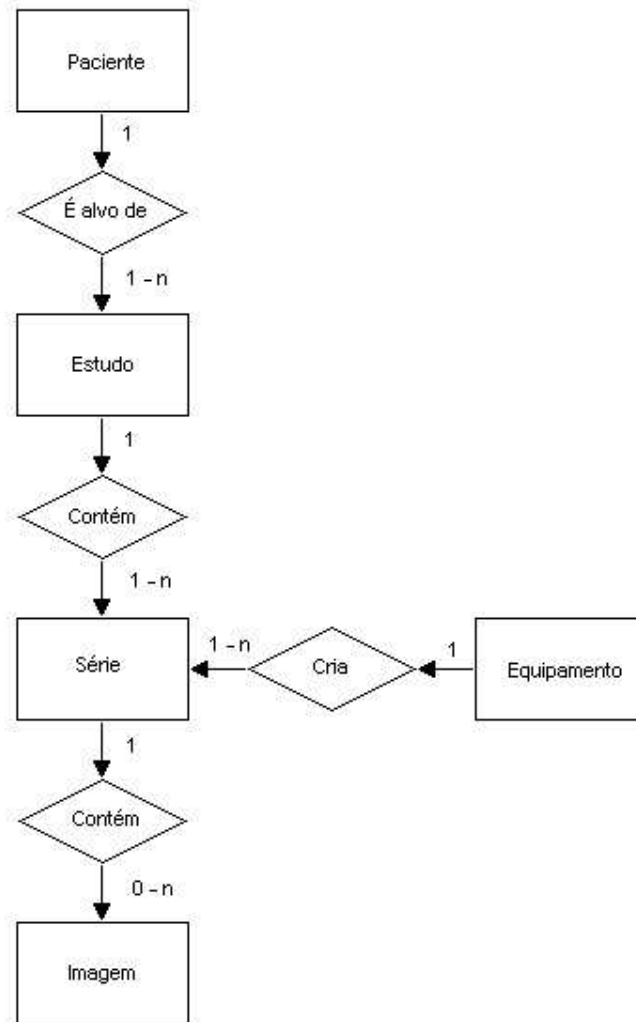 Paciente
1
É alvo de
1 - n
Estudo
1
Contém
1 - n
Série
1 - n
Cria
1
Equipamento
1
Contém
0 - n
Imagem